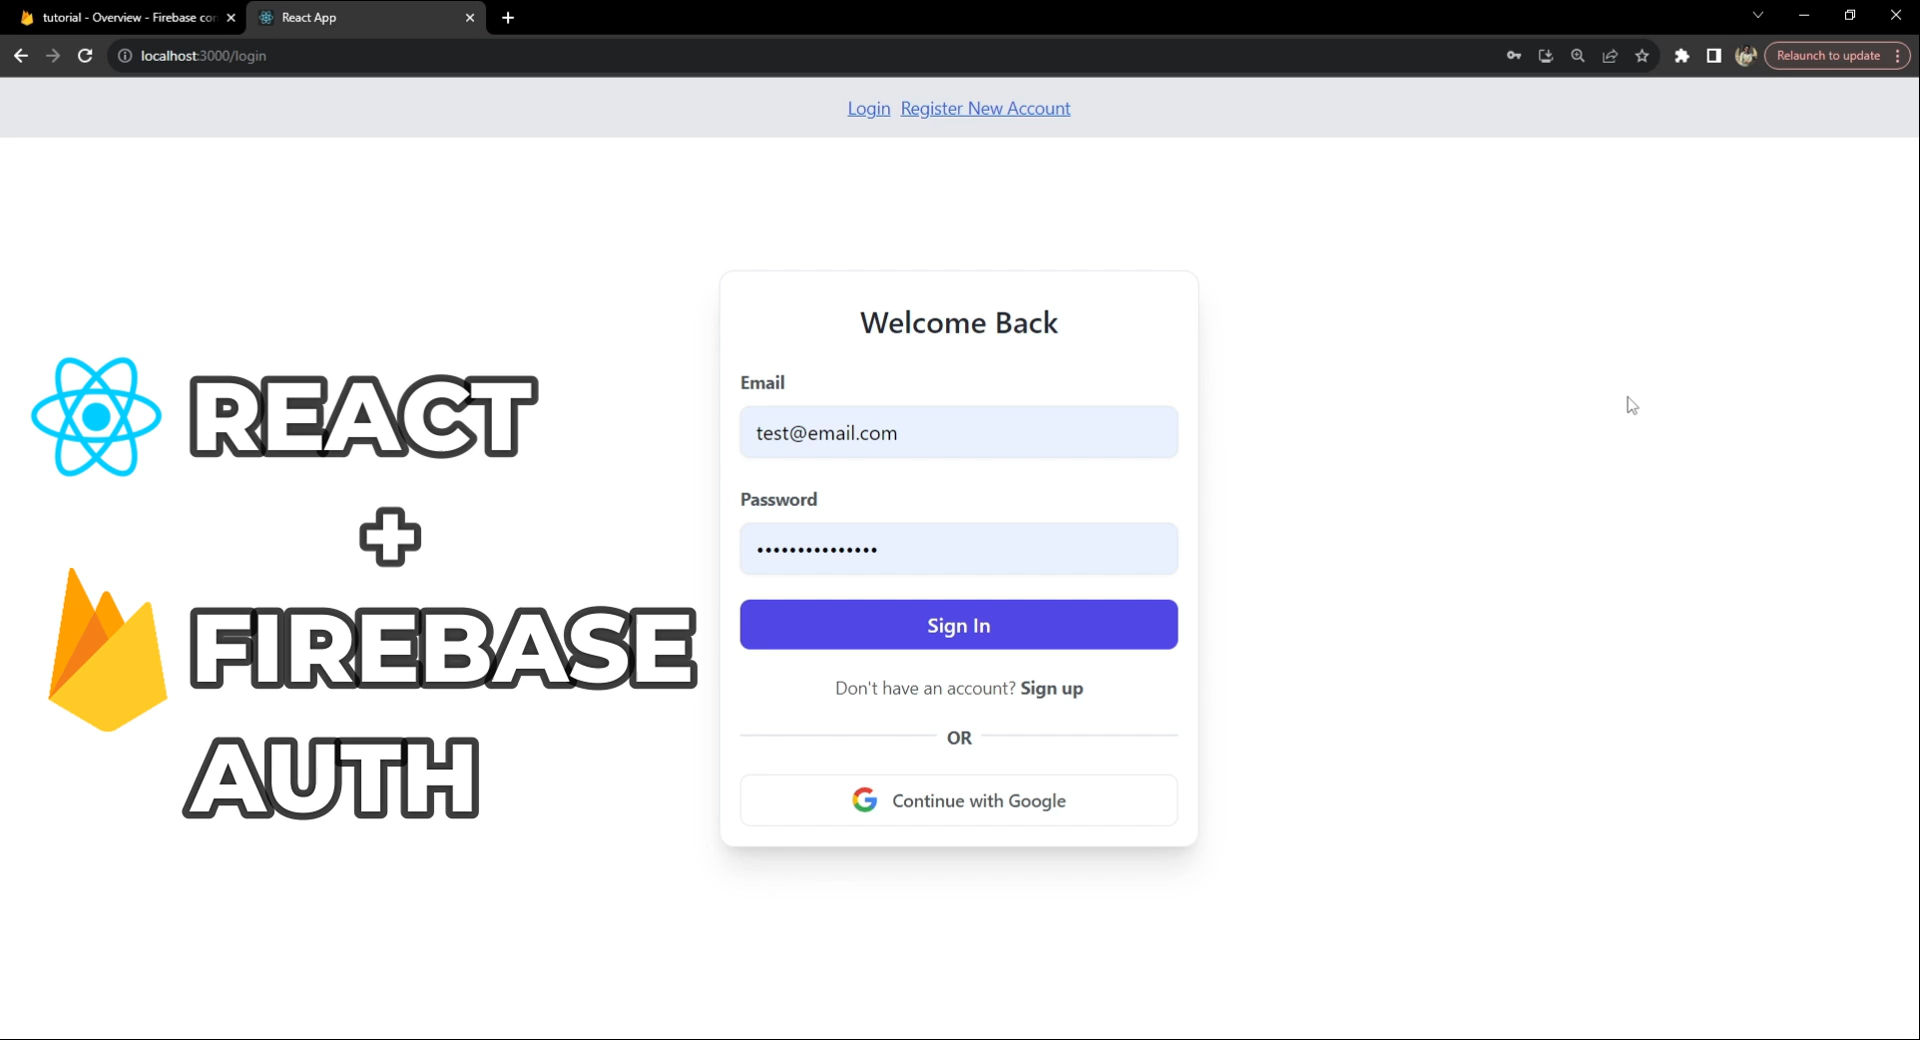 tutorial - Overview - Firebase con
React App
localhost:3000/login
Relaunch to update
Login Register New Account
Welcome Back
Email
test@email.com
Password
•••••••••••••••
Sign In
Don't have an account? Sign up
OR
Continue with Google
REACT
+
FIREBASE
AUTH